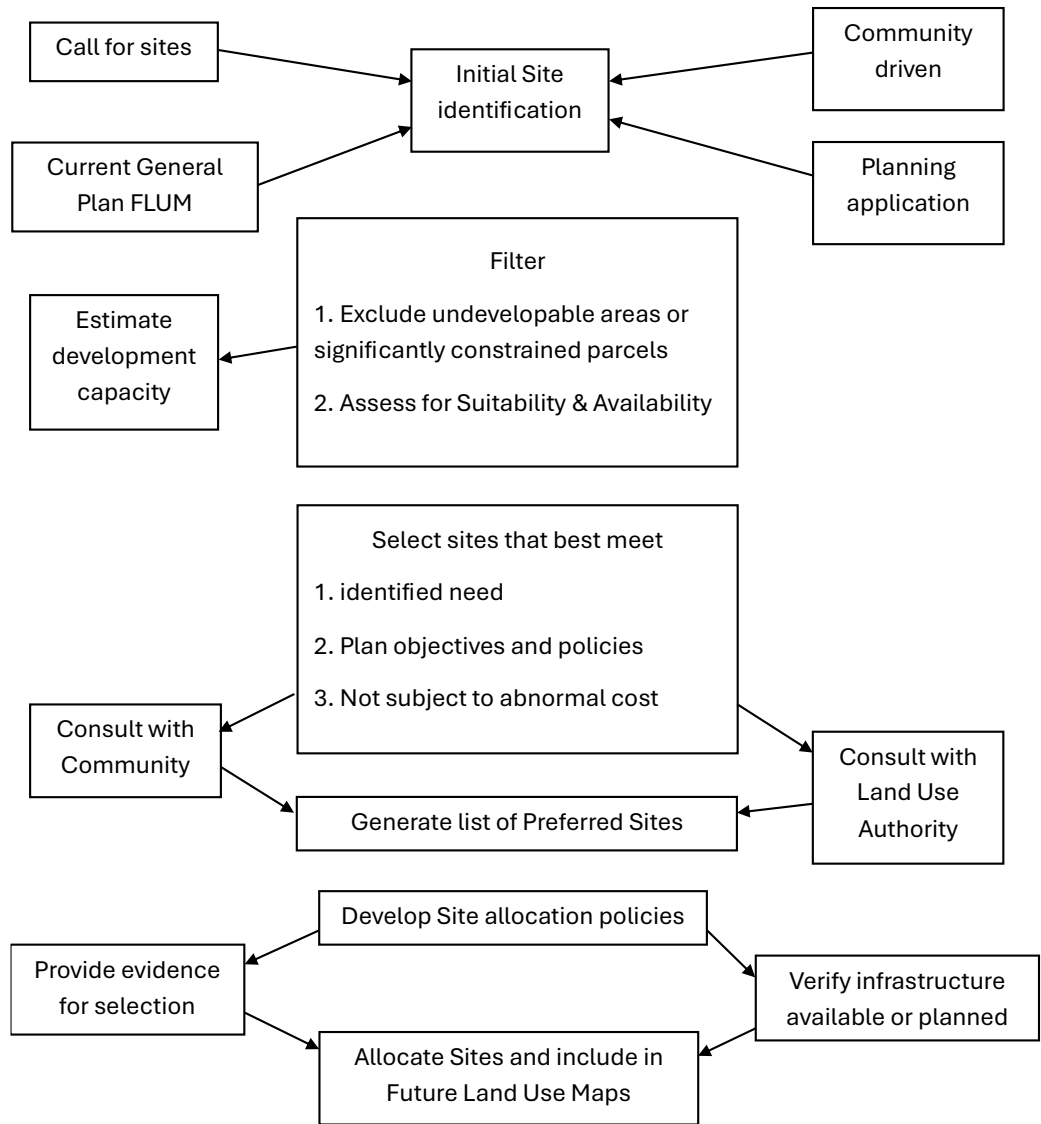 Call for sites
Initial Site
identification
Community
driven
Current General
Plan FLUM
Planning
application
Filter
1. Exclude undevelopable areas or
significantly constrained parcels
2. Assess for Suitability & Availability
Estimate
development
capacity
Select sites that best meet
1. identified need
2. Plan objectives and policies
3. Not subject to abnormal cost
Consult with
Community
Consult with
Land Use
Authority
Generate list of Preferred Sites
Develop Site allocation policies
Provide evidence
for selection
Verify infrastructure
available or planned
Allocate Sites and include in
Future Land Use Maps